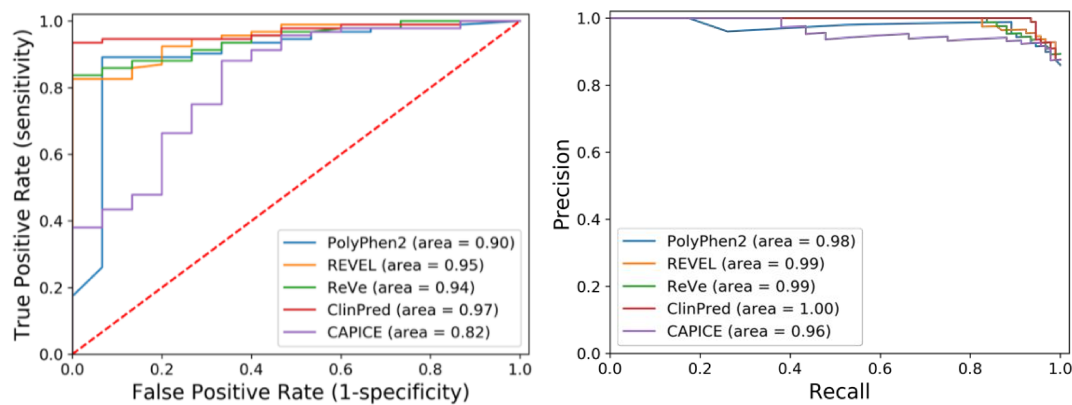 True Positive Rate (sensitivity)
1.0
0.8
0.6
0.4
0.2
0.0
PolyPhen2 (area = 0.90)
REVEL (area = 0.95)
ReVe (area = 0.94)
ClinPred (area = 0.97)
CAPICE (area = 0.82)
0.0 0.2 0.4 0.6 0.8 1.0
False Positive Rate (1-specificity)
Precision
1.0
0.8
0.6
0.4
0.2
0.0
PolyPhen2 (area = 0.98)
REVEL (area = 0.99)
ReVe (area = 0.99)
ClinPred (area = 1.00)
CAPICE (area = 0.96)
0.0 0.2 0.4 0.6 0.8 1.0
Recall